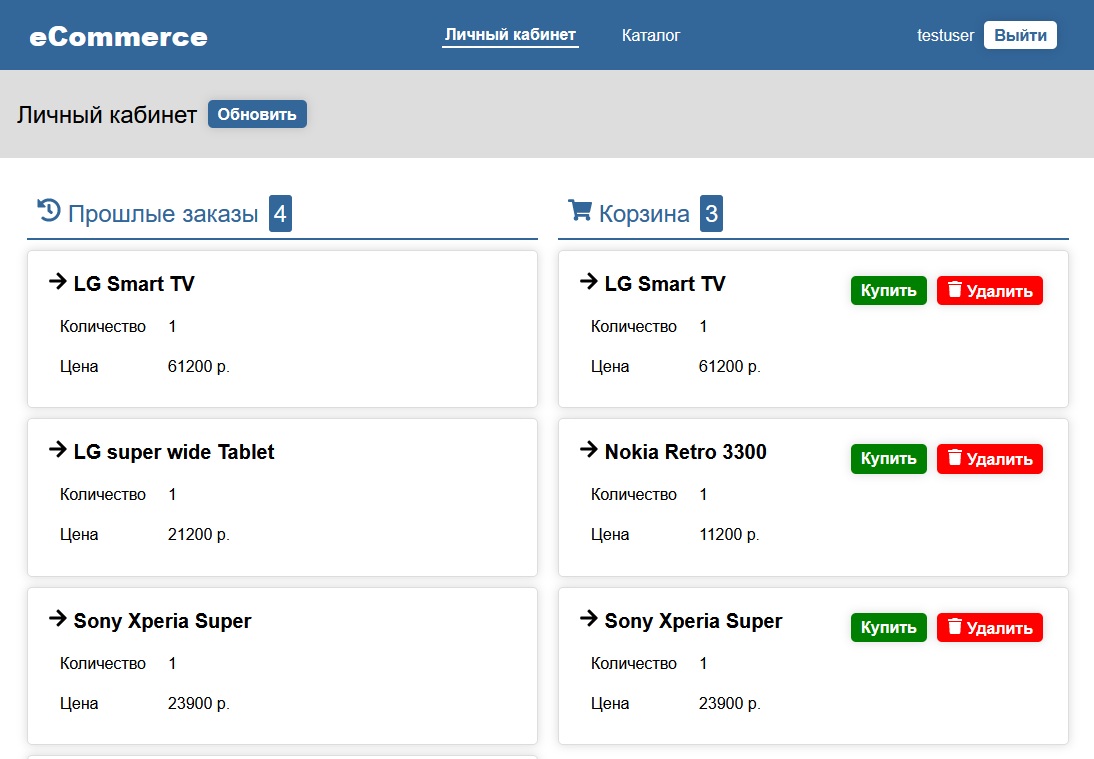 eCommerce
Личный кабинет
Каталог
testuser
Выйти
Личный кабинет
Обновить
Прошлые заказы 4
LG Smart TV
Количество 1
Цена 61200 р.
LG super wide Tablet
Количество 1
Цена 21200 р.
Sony Xperia Super
Количество 1
Цена 23900 р.
Корзина 3
LG Smart TV
Купить
Удалить
Количество 1
Цена 61200 р.
Nokia Retro 3300
Купить
Удалить
Количество 1
Цена 11200 р.
Sony Xperia Super
Купить
Удалить
Количество 1
Цена 23900 р.